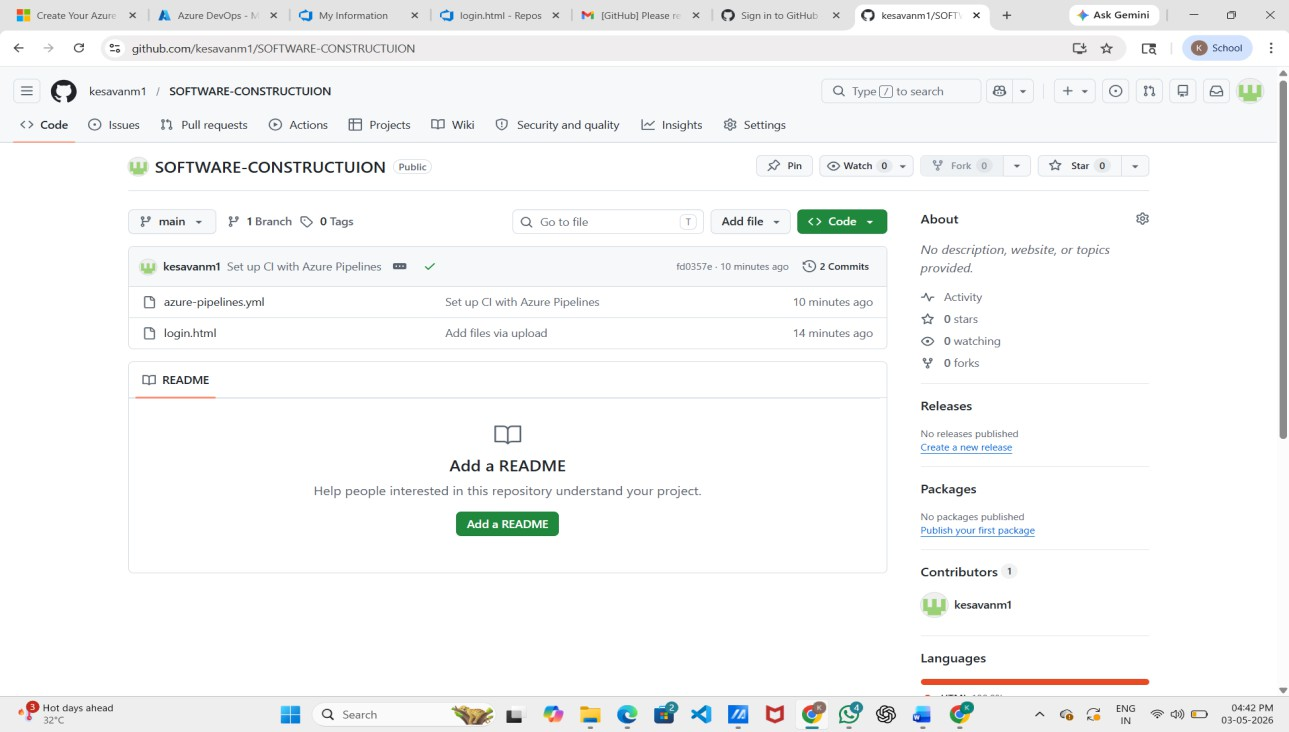 Create Your Azure
Azure DevOps - M
My Information
login.html - Repos
[GitHub] Please re
Sign in to GitHub
kesavanm1/SOFTW
Ask Gemini
github.com/kesavanm1/SOFTWARE-CONSTRUCTUION
K School
kesavanm1 / SOFTWARE-CONSTRUCTUION
Type / to search
Code Issues Pull requests Actions Projects Wiki Security and quality Insights Settings
SOFTWARE-CONSTRUCTUION Public
Pin Watch 0 Fork 0 Star 0
main 1 Branch 0 Tags Go to file T Add file Code
kesavanm1 Set up CI with Azure Pipelines fd0357e · 10 minutes ago 2 Commits
azure-pipelines.yml Set up CI with Azure Pipelines 10 minutes ago
login.html Add files via upload 14 minutes ago
README
Add a README
Help people interested in this repository understand your project.
Add a README
About
No description, website, or topics
provided.
Activity
0 stars
0 watching
0 forks
Releases
No releases published
Create a new release
Packages
No packages published
Publish your first package
Contributors 1
kesavanm1
Languages
3 Hot days ahead
32°C
Search
2
K
4
K
ENG
IN
04:42 PM
03-05-2026